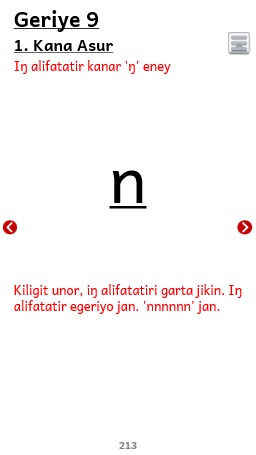 Geriye 9
1. Kana Asur
Iŋ alifatatir kanar 'ŋ' eney
n
Kiligit unor, iŋ alifatatiri garta jikin. Iŋ
alifatatir egeriyo jan. 'nnnnnn' jan.
213